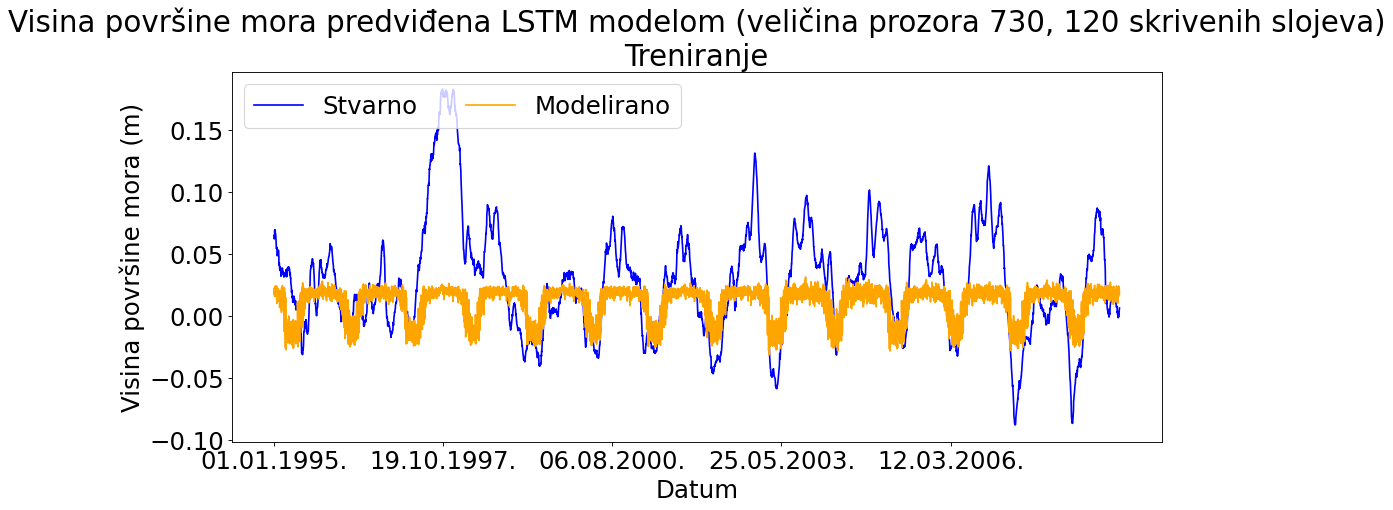 Visina površine mora predviđena LSTM modelom (veličina prozora 730, 120 skrivenih slojeva)
Treniranje
Stvarno
Modelirano
Visina površine mora (m)
0.15
0.10
0.05
0.00
−0.05
−0.10
01.01.1995.
19.10.1997.
06.08.2000.
25.05.2003.
12.03.2006.
Datum